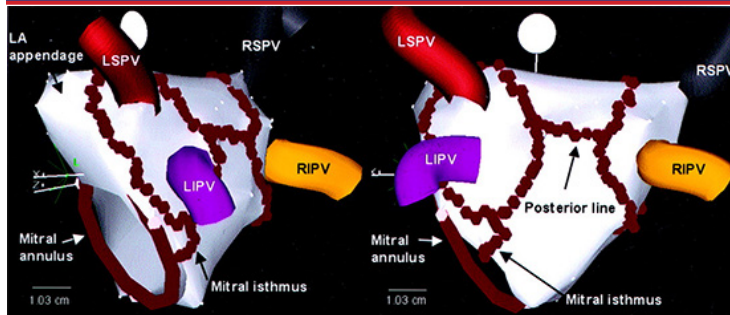 LA
appendage
LSPV
RSPV
LIPV
RIPV
Mitral
annulus
Mitral isthmus
1.03 cm
LSPV
RSPV
LIPV
RIPV
Posterior line
Mitral
annulus
Mitral isthmus
1.03 cm